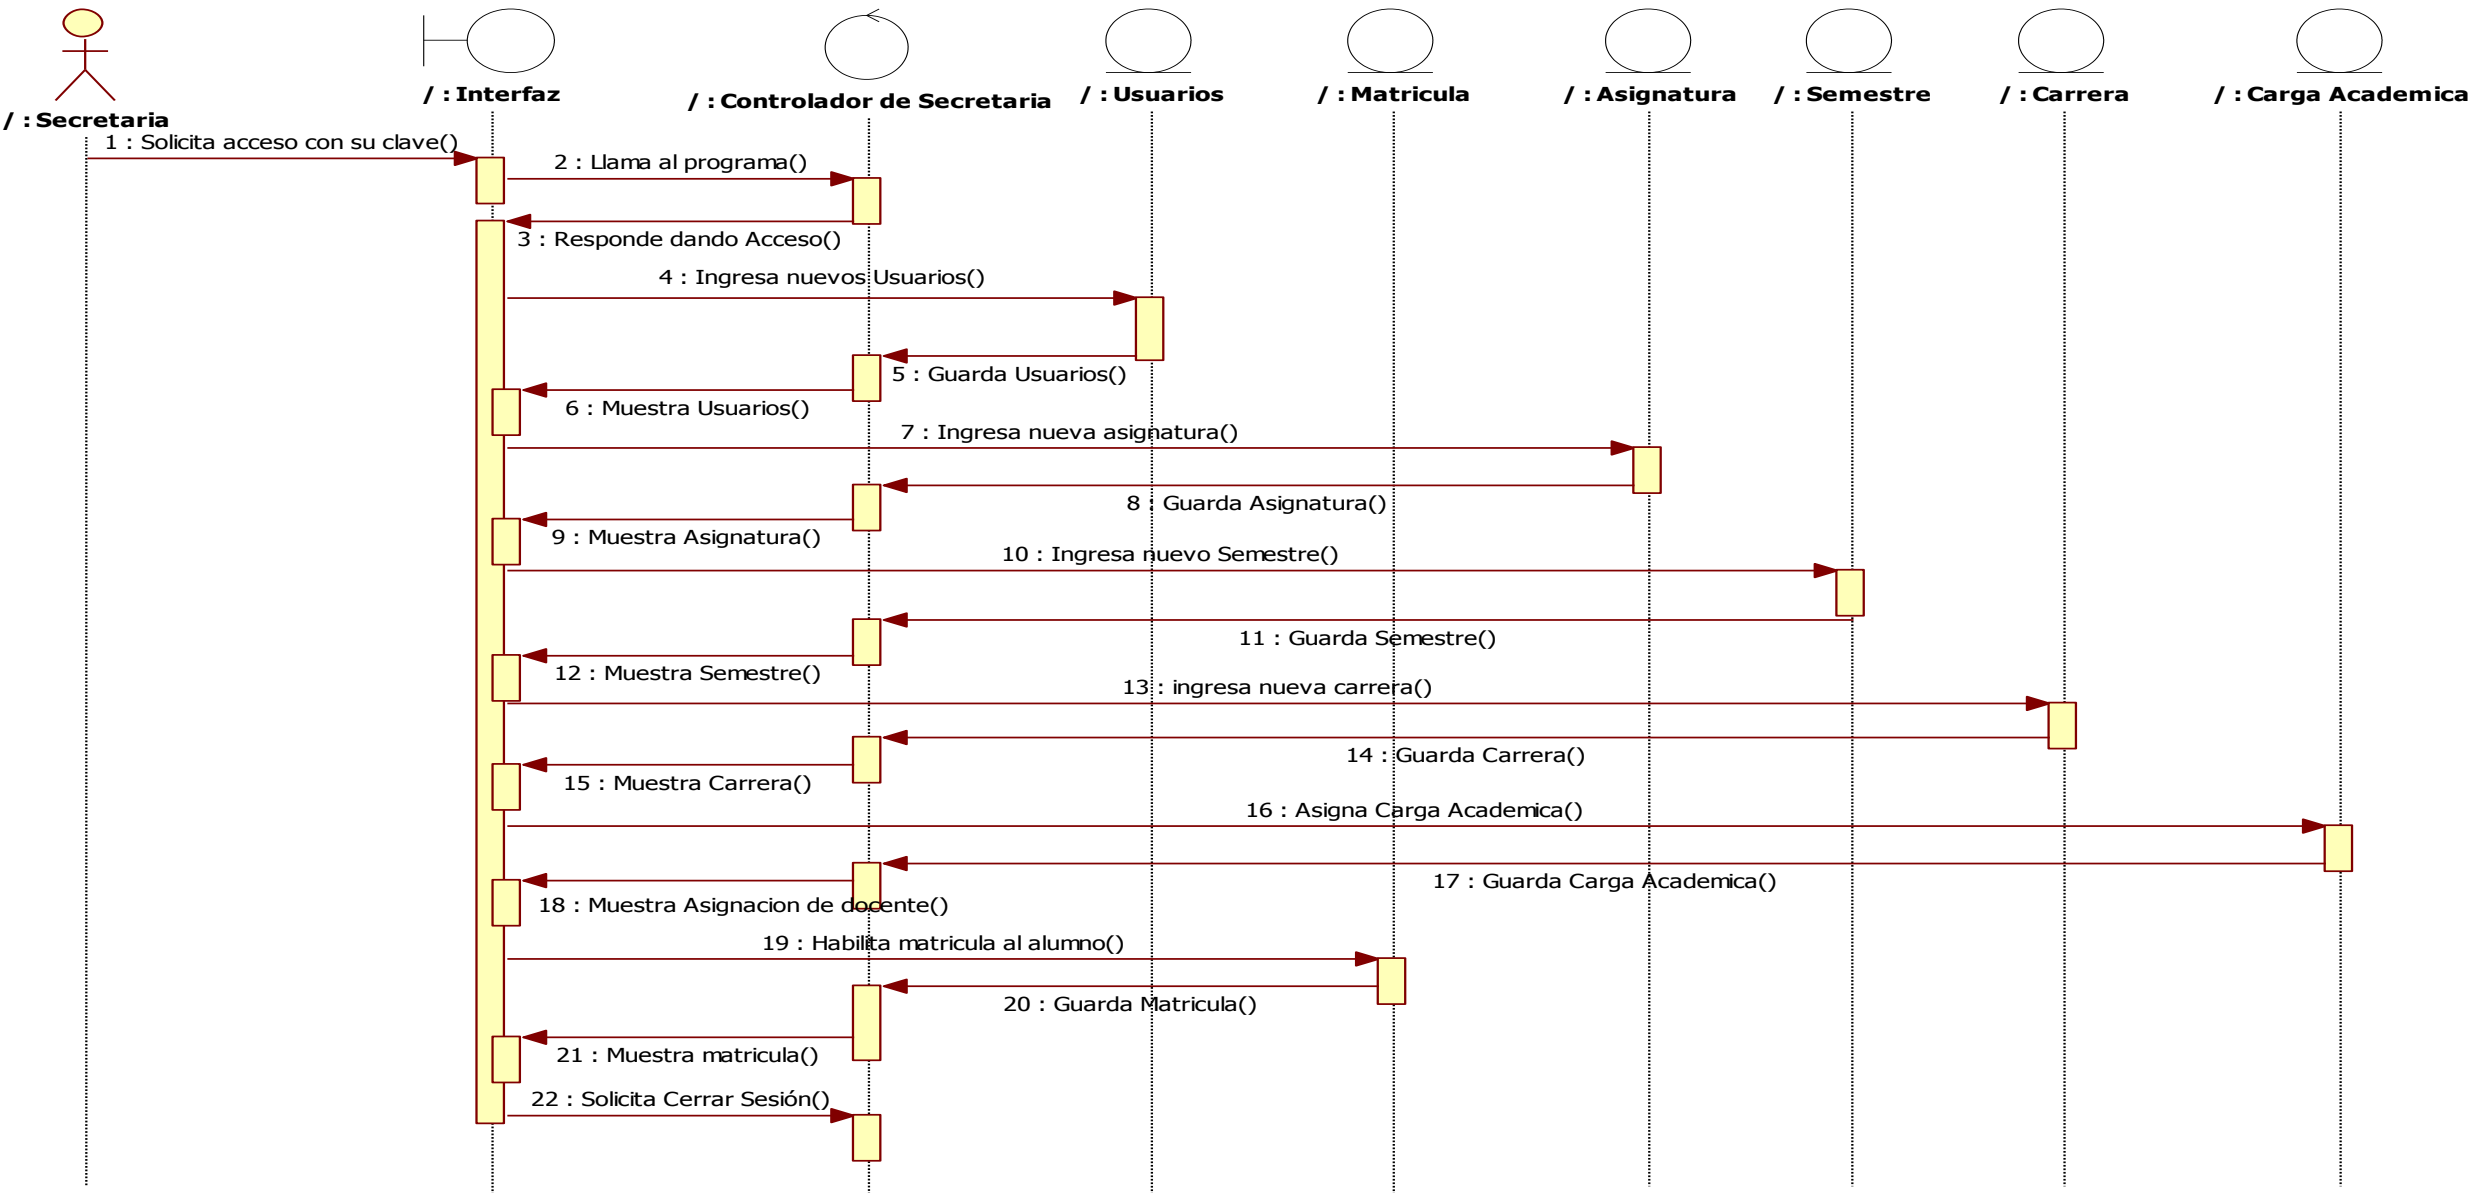 / : Secretaria
/ : Interfaz
/ : Controlador de Secretaria
/ : Usuarios
/ : Matricula
/ : Asignatura
/ : Semestre
/ : Carrera
/ : Carga Academica
1 : Solicita acceso con su clave()
2 : Llama al programa()
3 : Responde dando Acceso()
4 : Ingresa nuevos Usuarios()
5 : Guarda Usuarios()
6 : Muestra Usuarios()
7 : Ingresa nueva asignatura()
8 : Guarda Asignatura()
9 : Muestra Asignatura()
10 : Ingresa nuevo Semestre()
11 : Guarda Semestre()
12 : Muestra Semestre()
13 : ingresa nueva carrera()
14 : Guarda Carrera()
15 : Muestra Carrera()
16 : Asigna Carga Academica()
17 : Guarda Carga Academica()
18 : Muestra Asignacion de docente()
19 : Habilita matricula al alumno()
20 : Guarda Matricula()
21 : Muestra matricula()
22 : Solicita Cerrar Sesión()